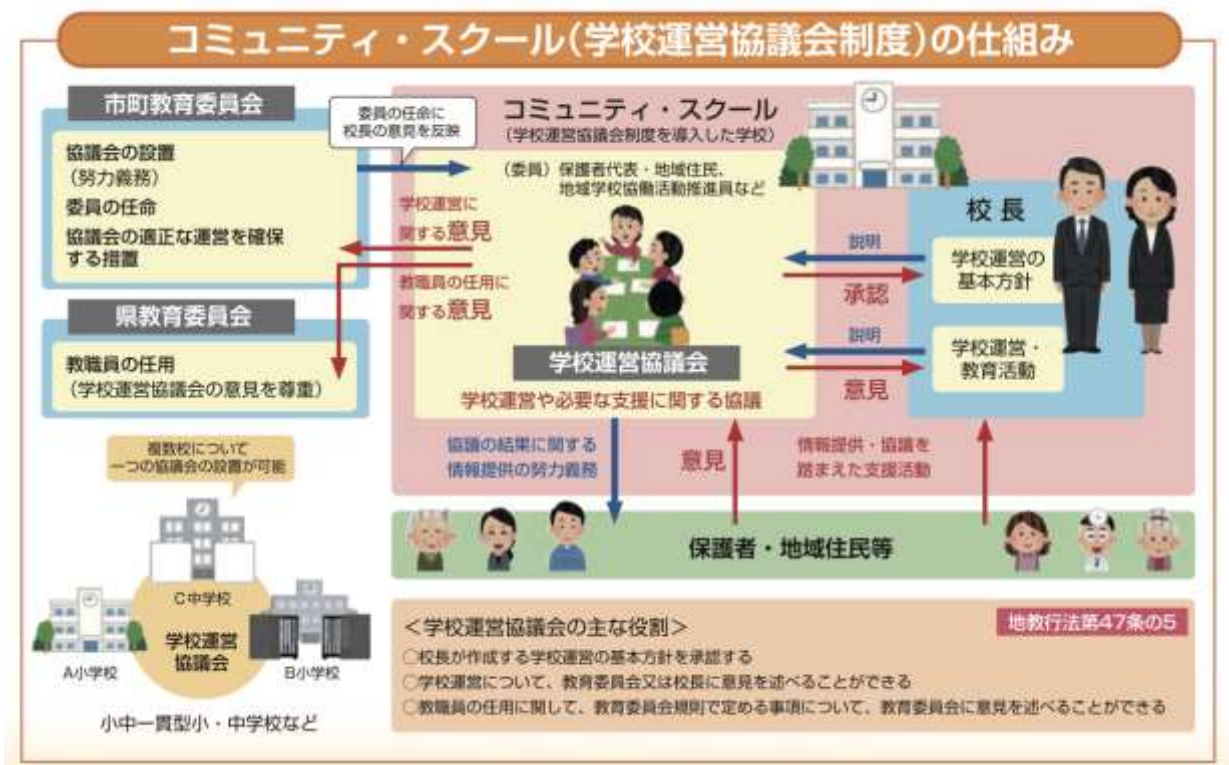 コミュニティ・スクール(学校運営協議会制度)の仕組み
市町教育委員会
協議会の設置
(努力義務)
委員の任命
協議会の適正な運営を確保
する措置
委員の任命に
校長の意見を反映
県教育委員会
教職員の任用
(学校運営協議会の意見を尊重)
コミュニティ・スクール
(学校運営協議会制度を導入した学校)
(委員)保護者代表・地域住民、
地域学校協働活動推進員など
学校運営に
関する意見
教職員の任用に
関する意見
学校運営協議会
学校運営や必要な支援に関する協議
校長
説明
承認
学校運営の
基本方針
説明
意見
学校運営・
教育活動
協議の結果に関する
情報提供の努力義務
意見
情報提供・協議を
踏まえた支援活動
保護者・地域住民等
複数校について
一つの協議会の設置が可能
C中学校
学校運営
協議会
A小学校
B小学校
小中一貫型小・中学校など
<学校運営協議会の主な役割>
地教行法第47条の5
○校長が作成する学校運営の基本方針を承認する
○学校運営について、教育委員会又は校長に意見を述べることができる
○教職員の任用に関して、教育委員会規則で定める事項について、教育委員会に意見を述べることができる